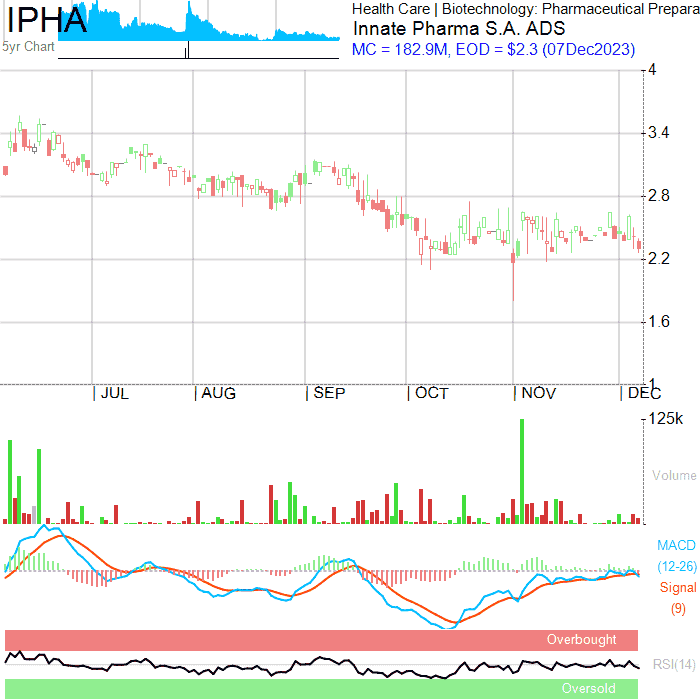 IPHA
5yr Chart
Health Care | Biotechnology: Pharmaceutical Prepara
Innate Pharma S.A. ADS
MC = 182.9M, EOD = $2.3 (07Dec2023)
4
3.4
2.8
2.2
1.6
1
JUL
AUG
SEP
OCT
NOV
DEC
125k
Volume
MACD
(12-26)
Signal
(9)
Overbought
RSI(14)
Oversold